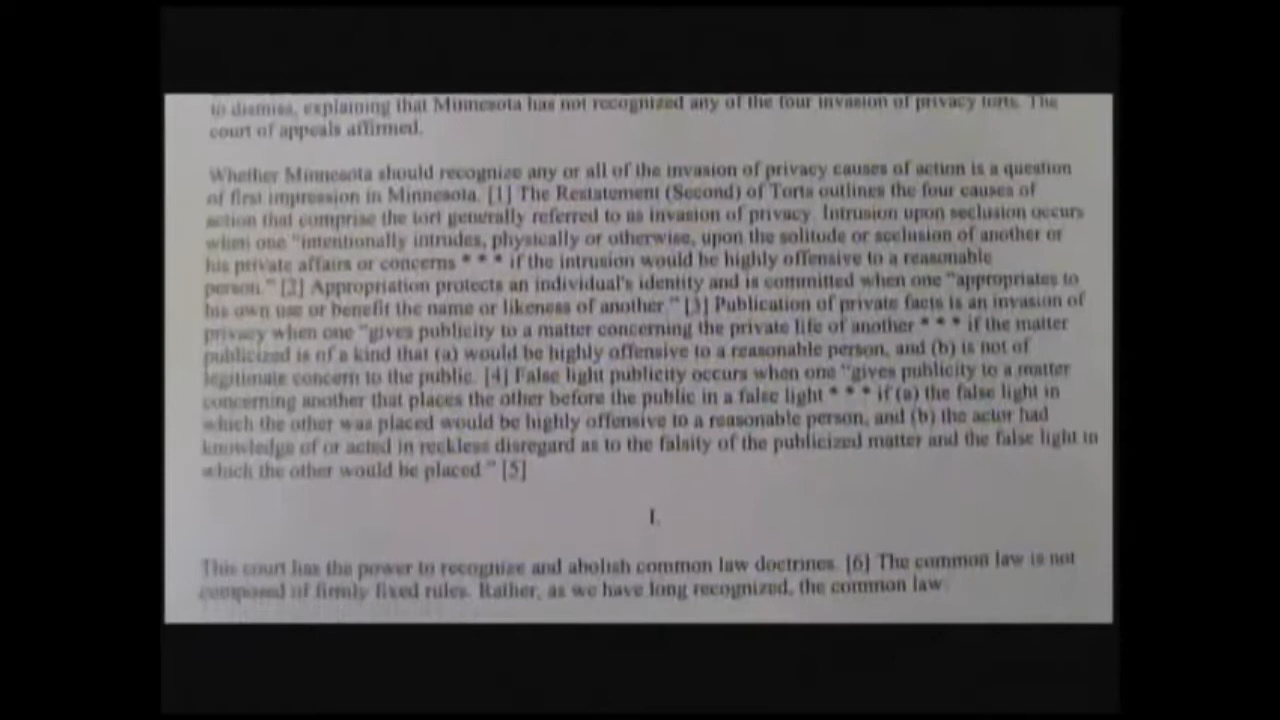 to dismiss, explaining that Minnesota has not recognized any of the four invasion of privacy torts. The
court of appeals affirmed.
Whether Minnesota should recognize any or all of the invasion of privacy causes of action is a question
of first impression in Minnesota. [1] The Restatement (Second) of Torts outlines the four causes of
action that comprise the tort generally referred to as invasion of privacy. Intrusion upon seclusion occurs
when one "intentionally intrudes, physically or otherwise, upon the solitude or seclusion of another or
his private affairs or concerns * * * if the intrusion would be highly offensive to a reasonable
person." [2] Appropriation protects an individual's identity and is committed when one "appropriates to
his own use or benefit the name or likeness of another." [3] Publication of private facts is an invasion of
privacy when one "gives publicity to a matter concerning the private life of another * * * if the matter
publicized is of a kind that (a) would be highly offensive to a reasonable person, and (b) is not of
legitimate concern to the public. [4] False light publicity occurs when one "gives publicity to a matter
concerning another that places the other before the public in a false light * * * if (a) the false light in
which the other was placed would be highly offensive to a reasonable person, and (b) the actor had
knowledge of or acted in reckless disregard as to the falsity of the publicized matter and the false light in
which the other would be placed." [5]
I.
This court has the power to recognize and abolish common law doctrines. [6] The common law is not
composed of firmly fixed rules. Rather, as we have long recognized, the common law